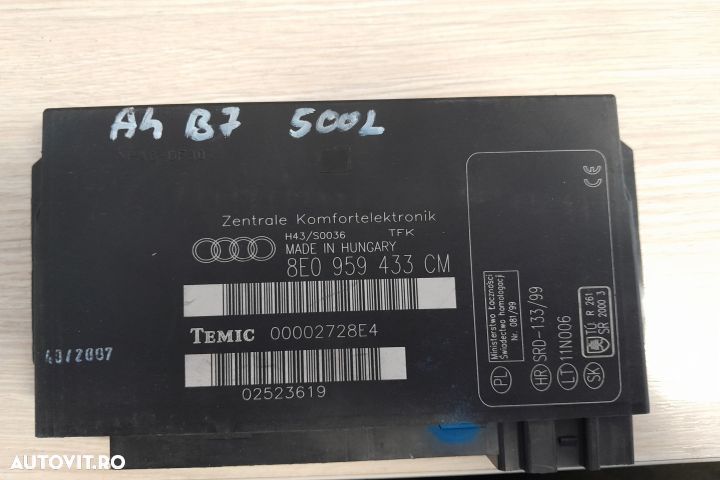 A4 B7 500L
Zentrale Komfortelektronik
H43/S0036 TFK
MADE IN HUNGARY
8E0 959 433 CM
TEMIC 00002728E4
02523619
43/2007
CE
Ministerstwo Łączności
Świadectwo homologacji
Nr. 081/99
PL
HR SRD-133/99
LT 11N006
SK TÚ R 261
SR 2000 3
AUTOVIT.RO